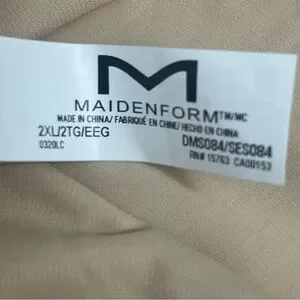 M
MAIDENFORM™/MC
MADE IN CHINA/ FABRIQUÉ EN CHINE/ HECHO EN CHINA
2XL/2TG/EEG
DMS084/SES084
0320LC
RN# 15763 CA00153